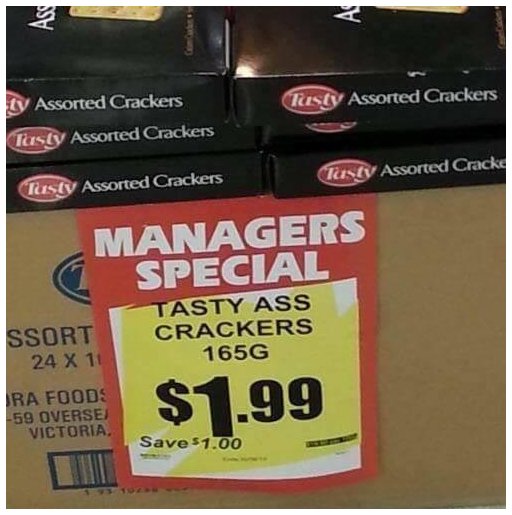 Tasty Assorted Crackers
Tasty Assorted Crackers
Tasty Assorted Crackers
Tasty Assorted
Tasty Assorted Crackers
MANAGERS
SPECIAL
TASTY ASS
CRACKERS
165G
$1.99
Save $1.00
SSORT
24 X 1
RA FOODS
-59 OVERSEA
VICTORIA,